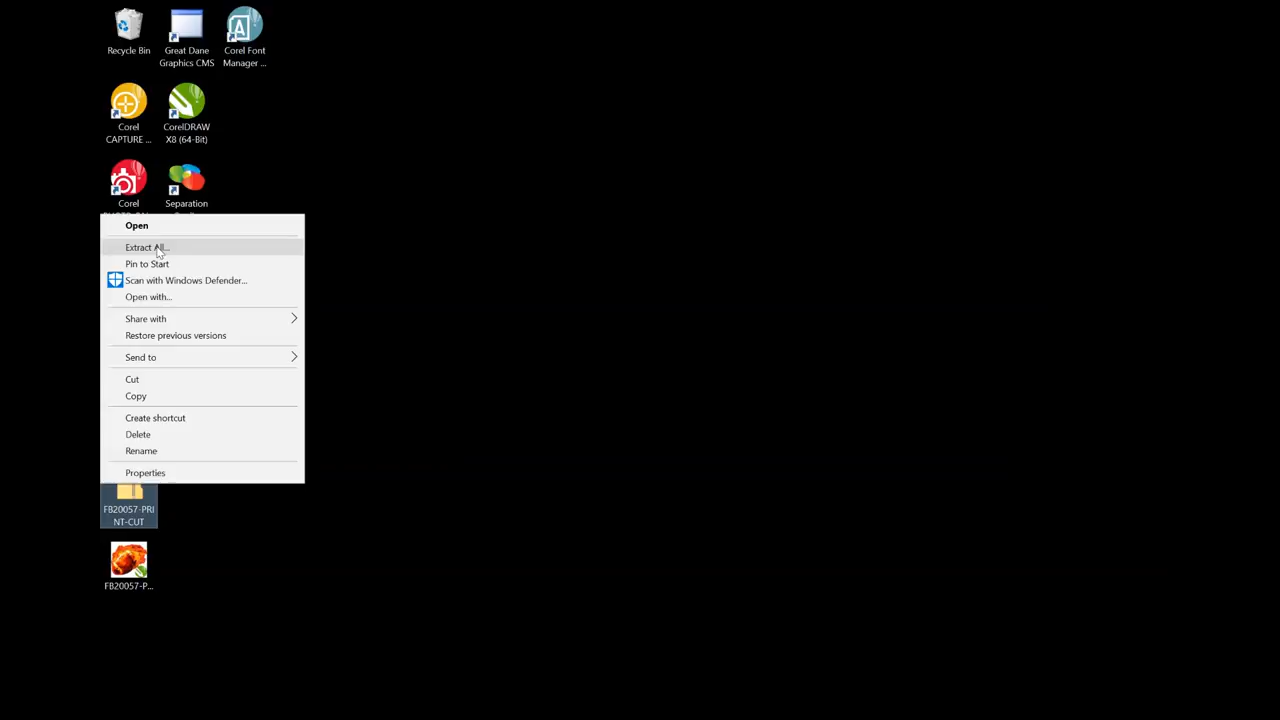 Recycle Bin
Great Dane
Graphics CMS
Corel Font
Manager ...
Corel
CAPTURE ...
CorelDRAW
X8 (64-Bit)
Corel
Separation
Open
Extract All...
Pin to Start
Scan with Windows Defender...
Open with...
Share with
Restore previous versions
Send to
Cut
Copy
Create shortcut
Delete
Rename
Properties
FB20057-PRI
NT-CUT
FB20057-P...